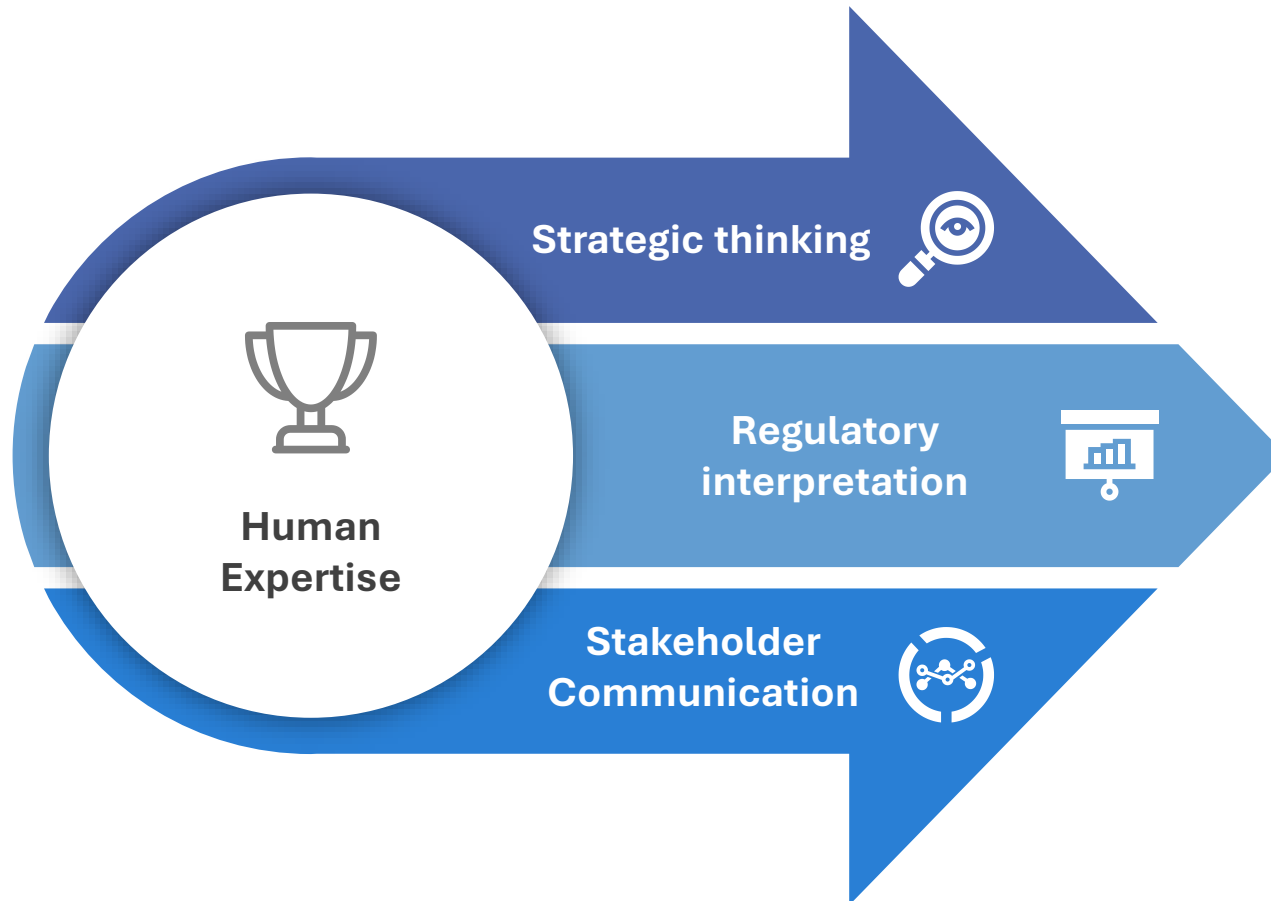 Strategic thinking
Human
Expertise
Regulatory
interpretation
Stakeholder
Communication